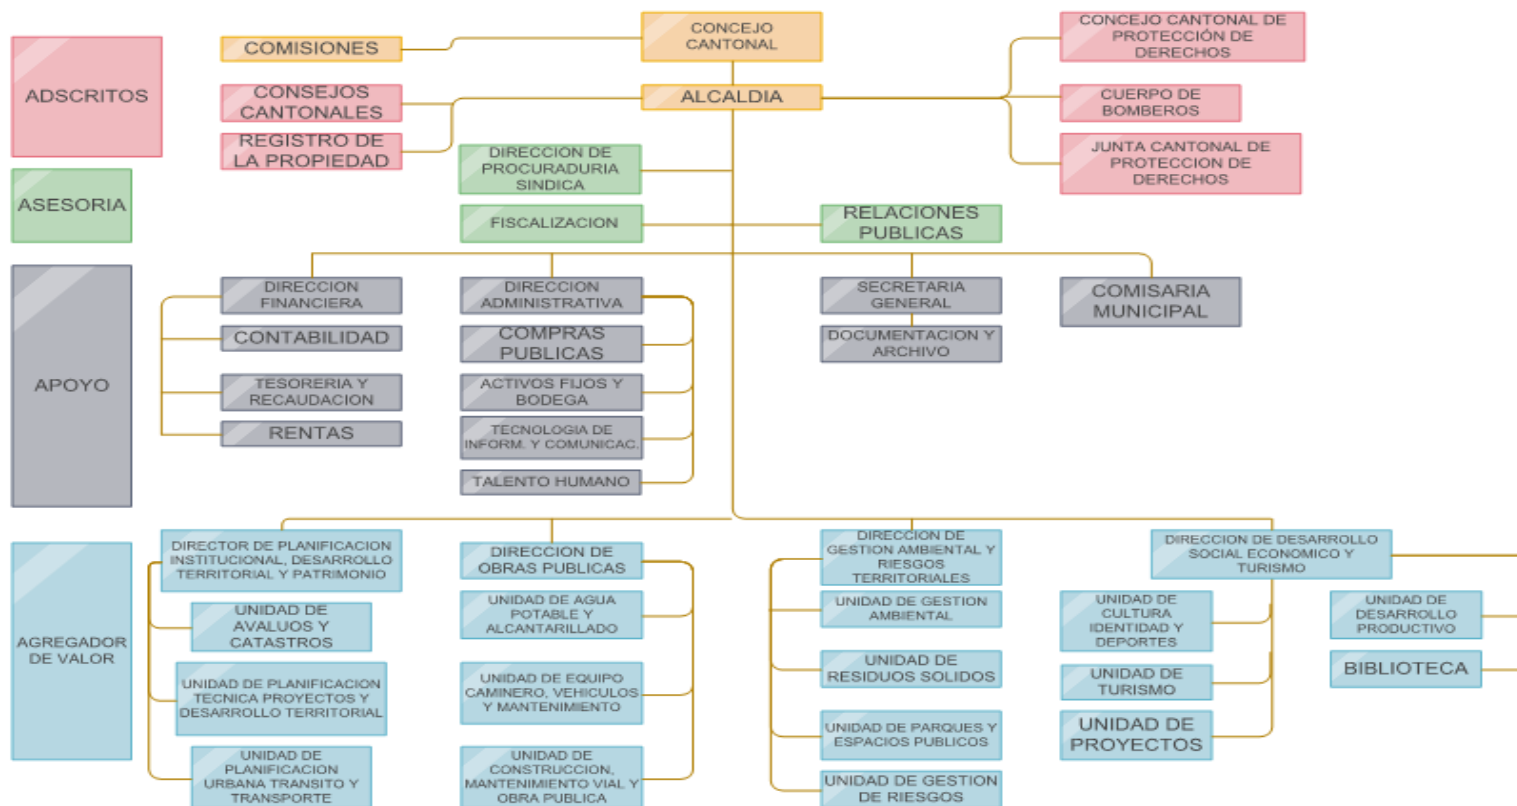 CONCEJO
CANTONAL
COMISIONES
CONCEJO CANTONAL DE
PROTECCIÓN DE
DERECHOS
ADSCRITOS
CONSEJOS
CANTONALES
ALCALDIA
CUERPO DE
BOMBEROS
REGISTRO DE
LA PROPIEDAD
JUNTA CANTONAL DE
PROTECCION DE
DERECHOS
ASESORIA
DIRECCION DE
PROCURADURIA
SINDICA
FISCALIZACION
RELACIONES
PUBLICAS
APOYO
DIRECCION
FINANCIERA
CONTABILIDAD
TESORERIA Y
RECAUDACION
RENTAS
DIRECCION
ADMINISTRATIVA
COMPRAS
PUBLICAS
ACTIVOS FIJOS Y
BODEGA
TECNOLOGIA DE
INFORM. Y COMUNICAC.
TALENTO HUMANO
SECRETARIA
GENERAL
DOCUMENTACION Y
ARCHIVO
COMISARIA
MUNICIPAL
AGREGADOR
DE VALOR
DIRECTOR DE PLANIFICACION
INSTITUCIONAL, DESARROLLO
TERRITORIAL Y PATRIMONIO
UNIDAD DE
AVALUOS Y
CATASTROS
UNIDAD DE PLANIFICACION
TECNICA PROYECTOS Y
DESARROLLO TERRITORIAL
UNIDAD DE
PLANIFICACION
URBANA TRANSITO Y
TRANSPORTE
DIRECCION DE
OBRAS PUBLICAS
UNIDAD DE AGUA
POTABLE Y
ALCANTARILLADO
UNIDAD DE EQUIPO
CAMINERO, VEHICULOS
Y MANTENIMIENTO
UNIDAD DE
CONSTRUCCION,
MANTENIMIENTO VIAL Y
OBRA PUBLICA
DIRECCION DE
GESTION AMBIENTAL Y
RIESGOS
TERRITORIALES
UNIDAD DE GESTION
AMBIENTAL
UNIDAD DE
RESIDUOS SOLIDOS
UNIDAD DE PARQUES Y
ESPACIOS PUBLICOS
UNIDAD DE GESTION
DE RIESGOS
DIRECCION DE DESARROLLO
SOCIAL ECONOMICO Y
TURISMO
UNIDAD DE
CULTURA
IDENTIDAD Y
DEPORTES
UNIDAD DE
TURISMO
UNIDAD DE
PROYECTOS
UNIDAD DE
DESARROLLO
PRODUCTIVO
BIBLIOTECA